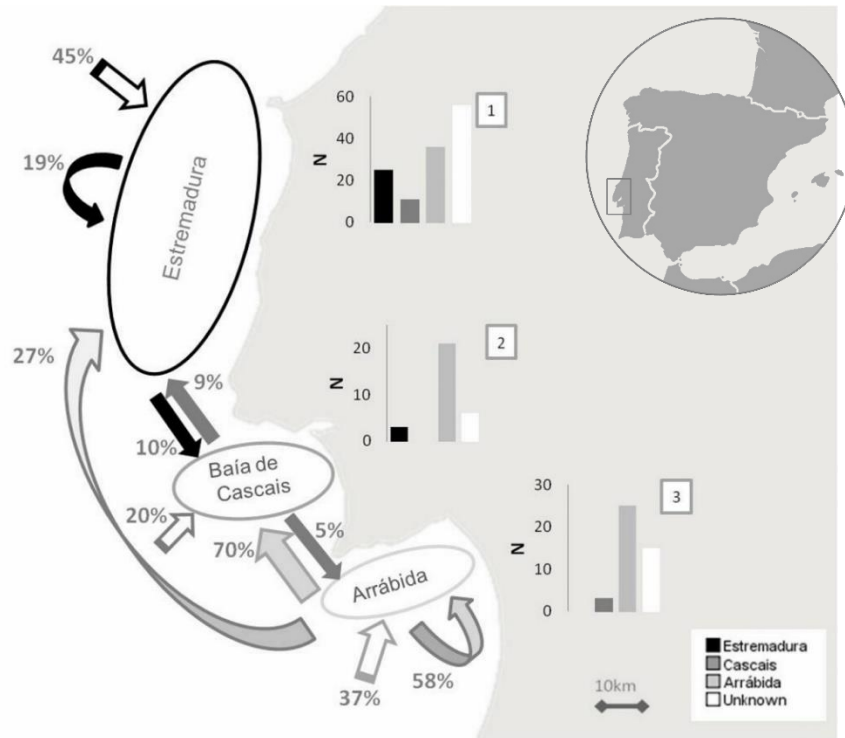 45%
19%
Estremadura
27%
9%
10%
Baía de
Cascais
20%
70%
5%
Arrábida
37%
58%
1
60
40
20
0
N
2
20
10
0
N
3
30
20
10
0
N
10km
Estremadura
Cascais
Arrábida
Unknown